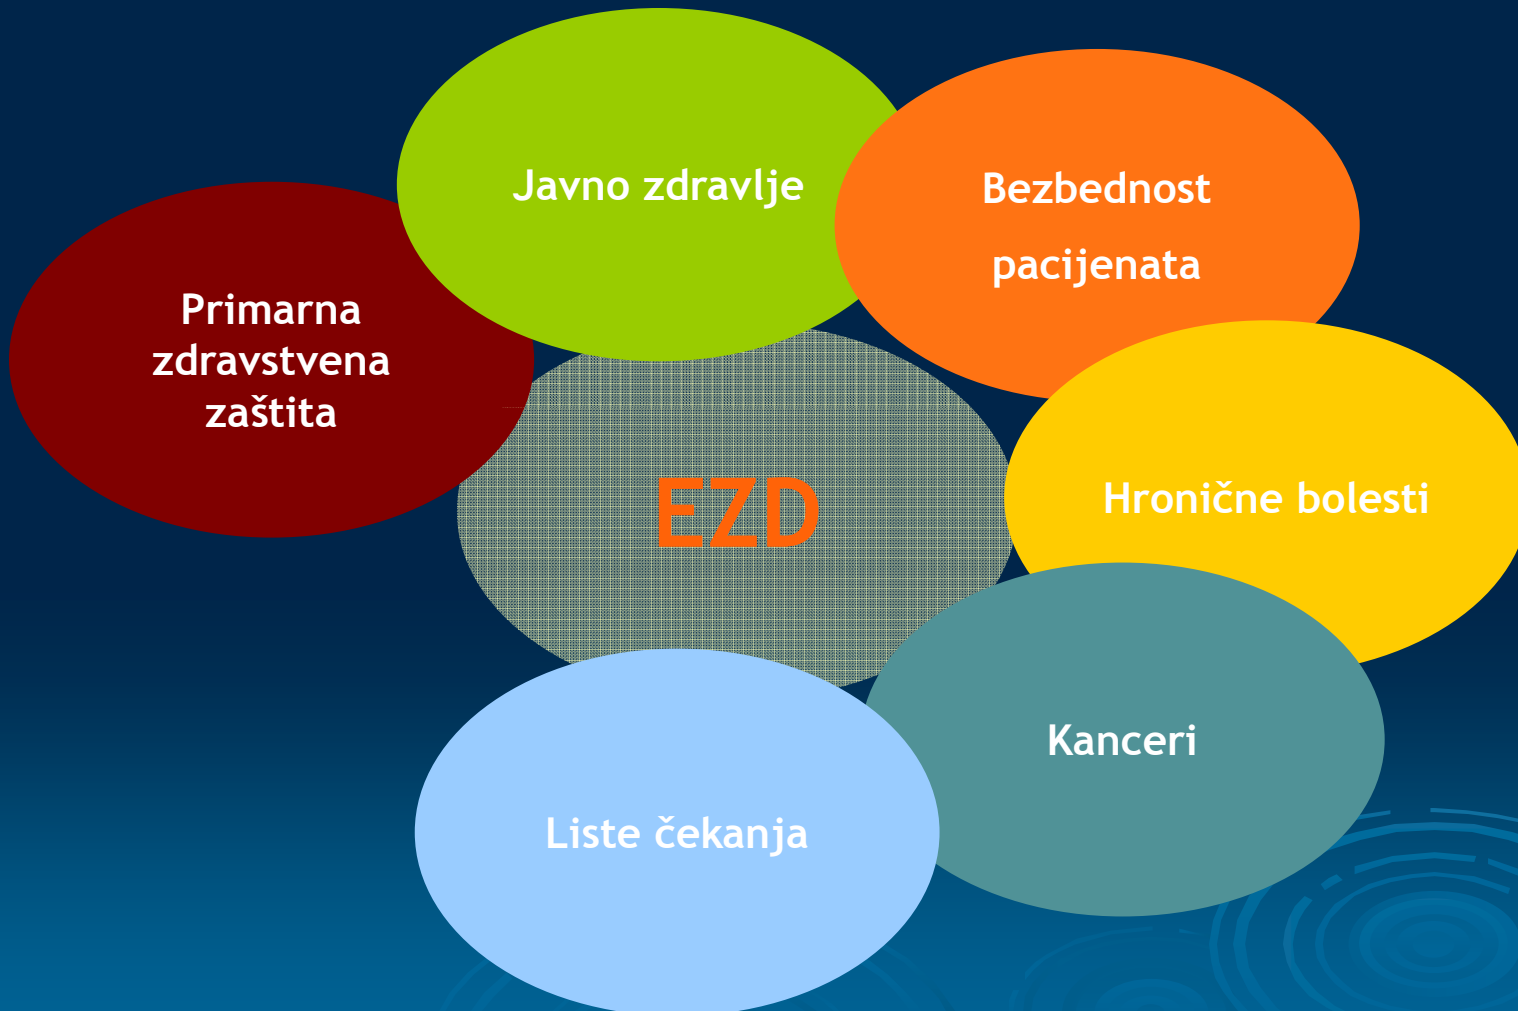 Javno zdravlje
Bezbednost
pacijenata
Primarna
zdravstvena
zaštita
EZD
Hronične bolesti
Kanceri
Liste čekanja